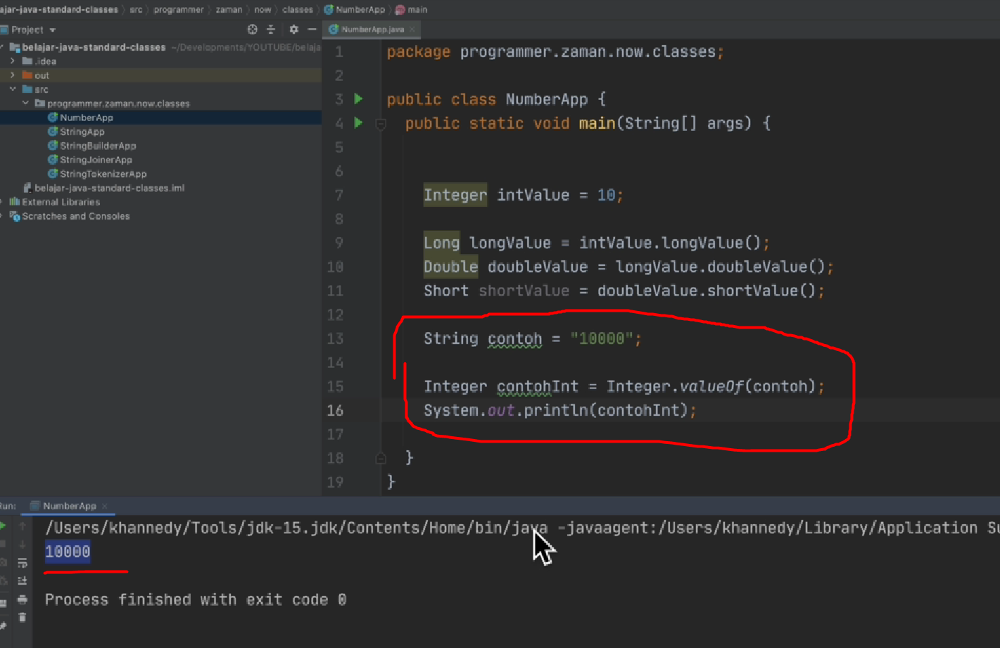 ajar-java-standard-classes › src › programmer › zaman › now › classes › NumberApp › main
Project
NumberApp.java
belajar-java-standard-classes ~/Developments/YOUTUBE/belaja
.idea
out
src
programmer.zaman.now.classes
NumberApp
StringApp
StringBuilderApp
StringJoinerApp
StringTokenizerApp
belajar-java-standard-classes.iml
External Libraries
Scratches and Consoles
1 package programmer.zaman.now.classes;
2
3 public class NumberApp {
4 public static void main(String[] args) {
5
6
7 Integer intValue = 10;
8
9 Long longValue = intValue.longValue();
10 Double doubleValue = longValue.doubleValue();
11 Short shortValue = doubleValue.shortValue();
12
13 String contoh = "10000";
14
15 Integer contohInt = Integer.valueOf(contoh);
16 System.out.println(contohInt);
17
18 }
19 }
Run: NumberApp
/Users/khannedy/Tools/jdk-15.jdk/Contents/Home/bin/java -javaagent:/Users/khannedy/Library/Application Su
10000
Process finished with exit code 0